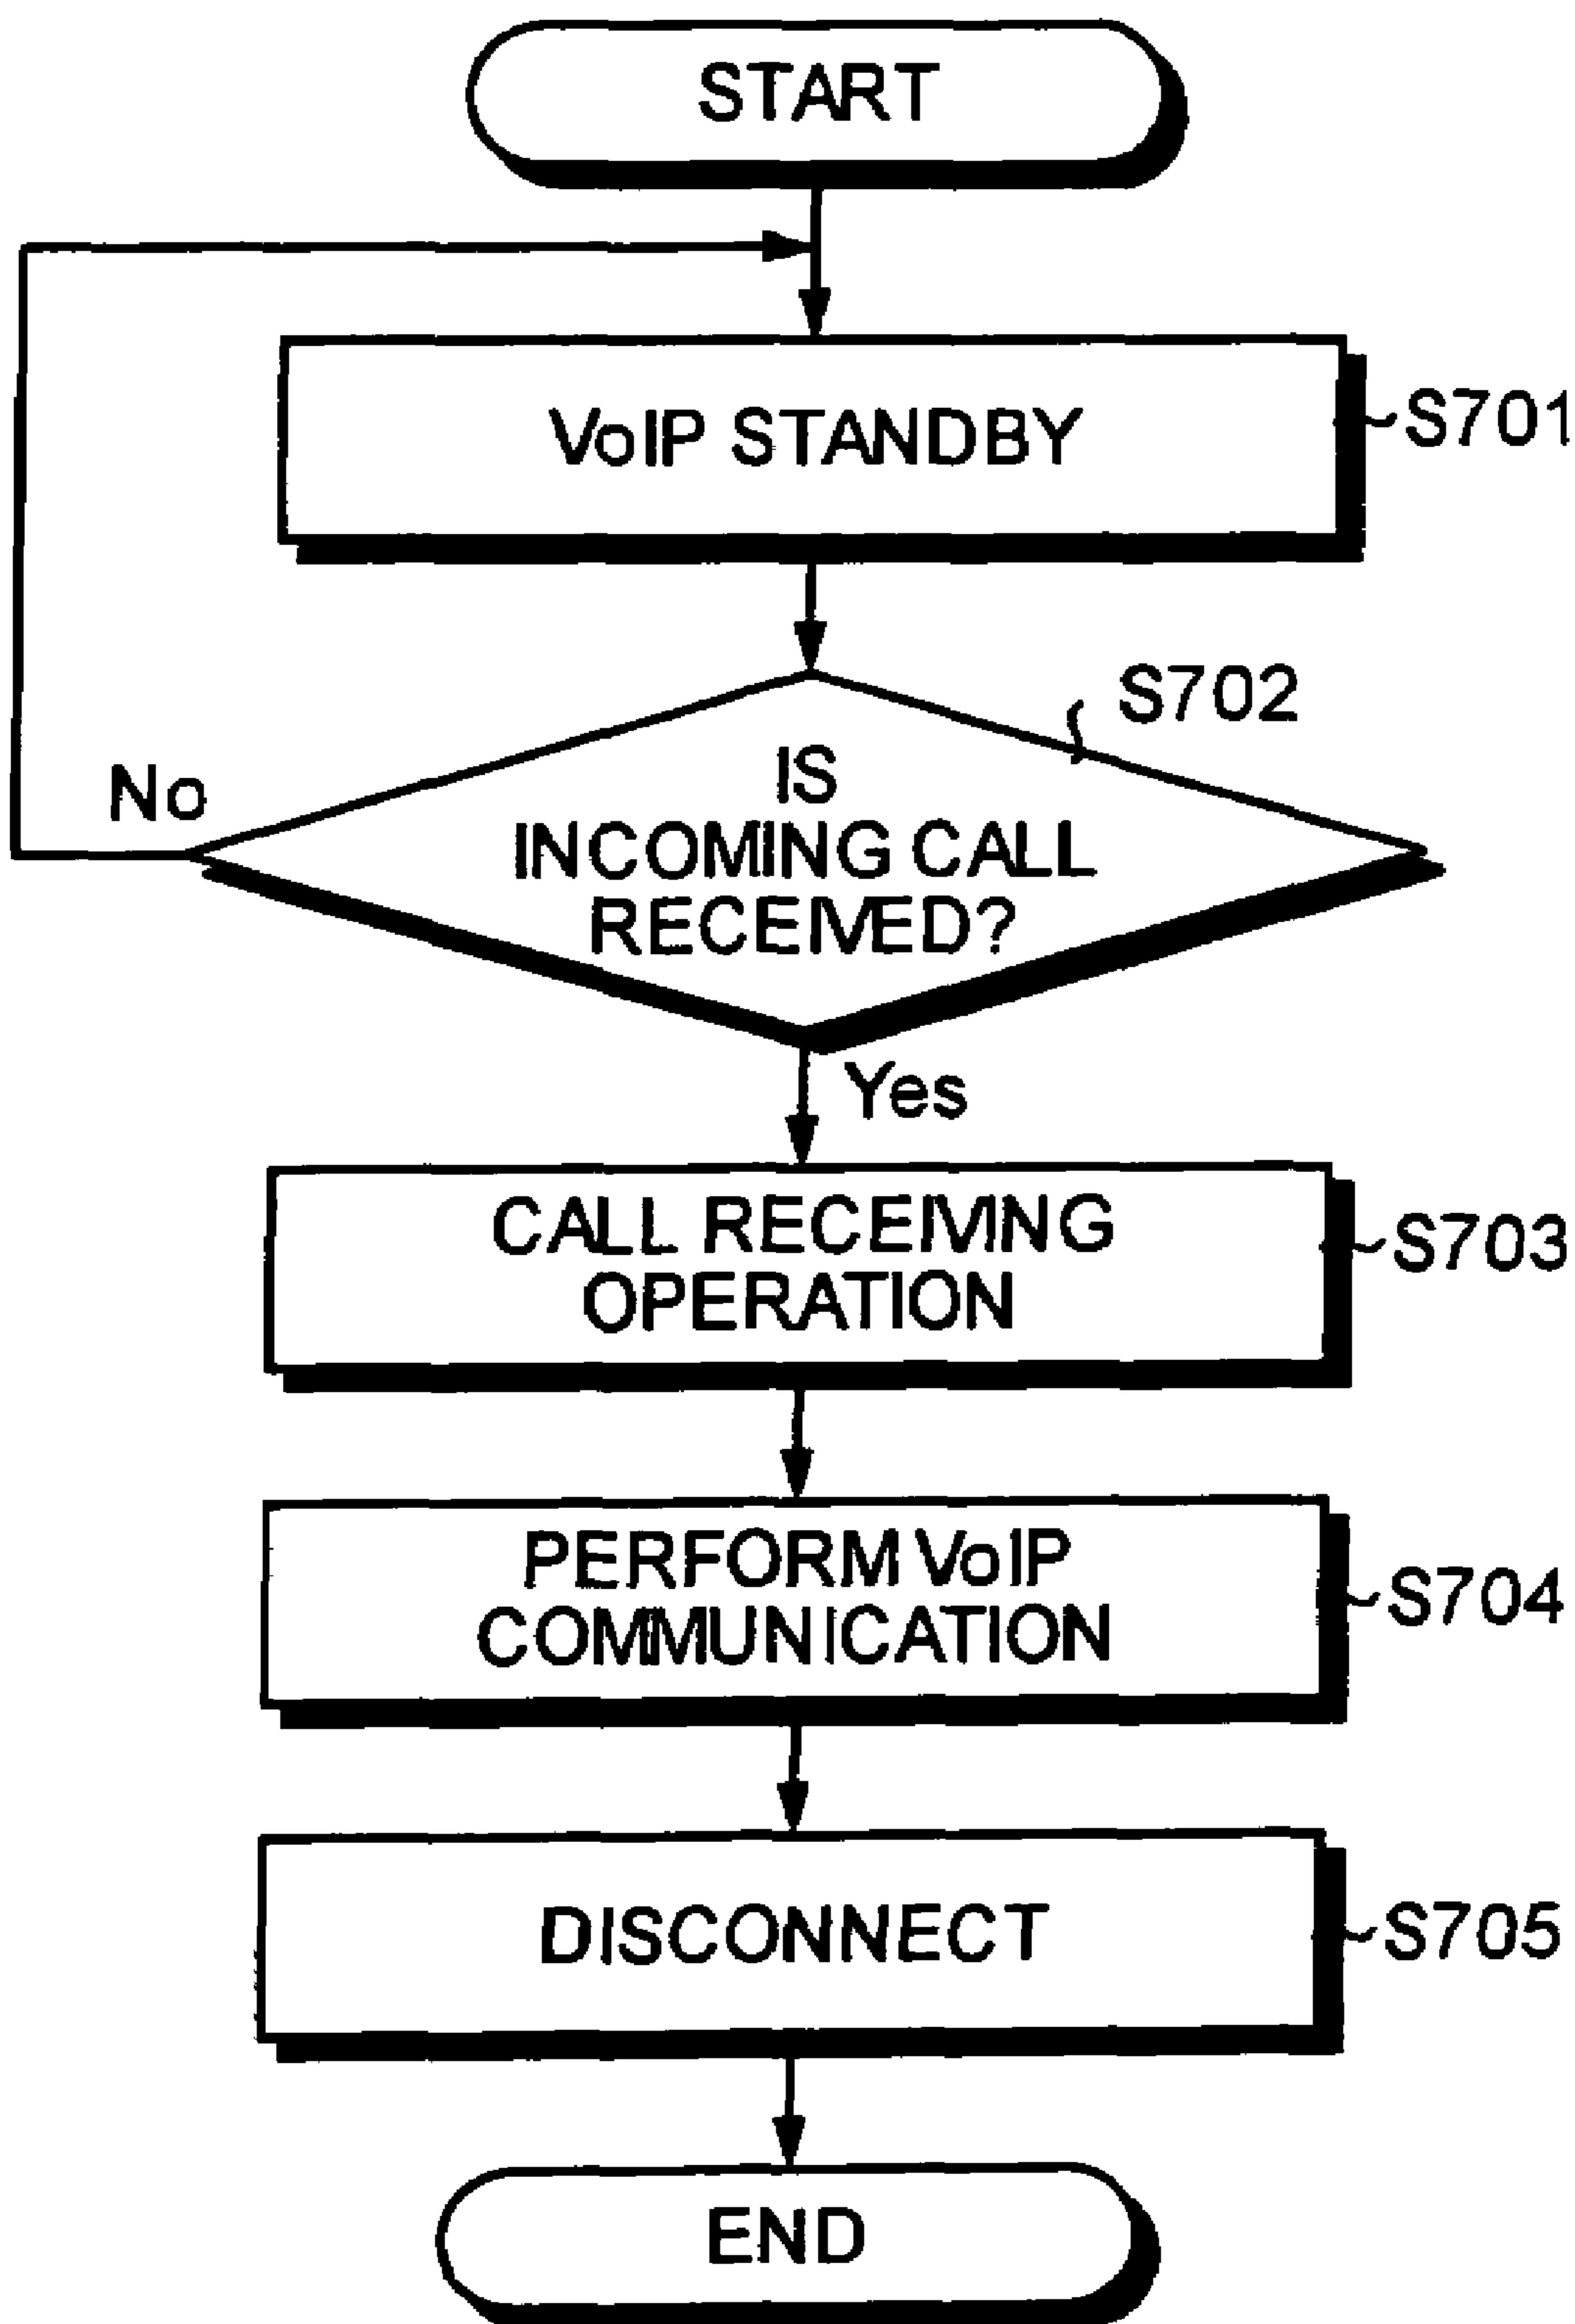 START
VoIP STANDBY
S701
S702
IS
INCOMING CALL
RECEIVED?
No
Yes
CALL RECEIVING
OPERATION
S703
PERFORM VoIP
COMMUNICATION
S704
DISCONNECT
S705
END